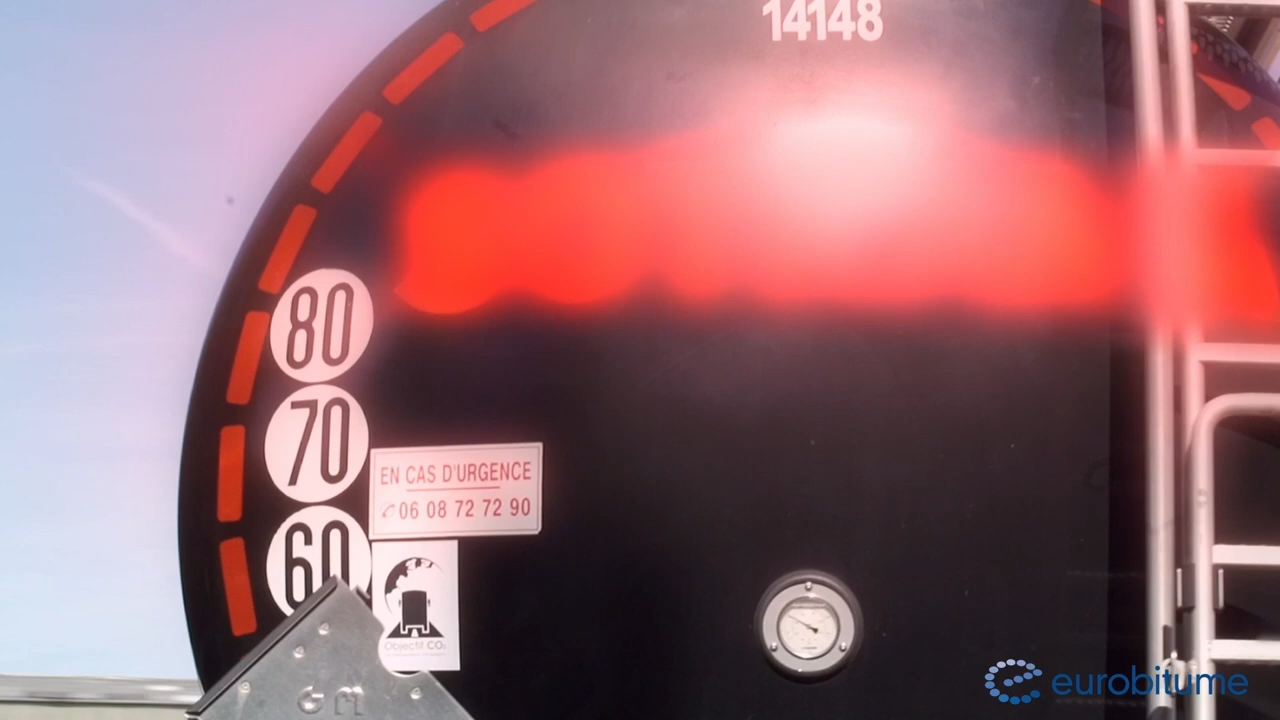 14148
80
70
60
EN CAS D'URGENCE
06 08 72 72 90
Objectif CO₂
eurobitume